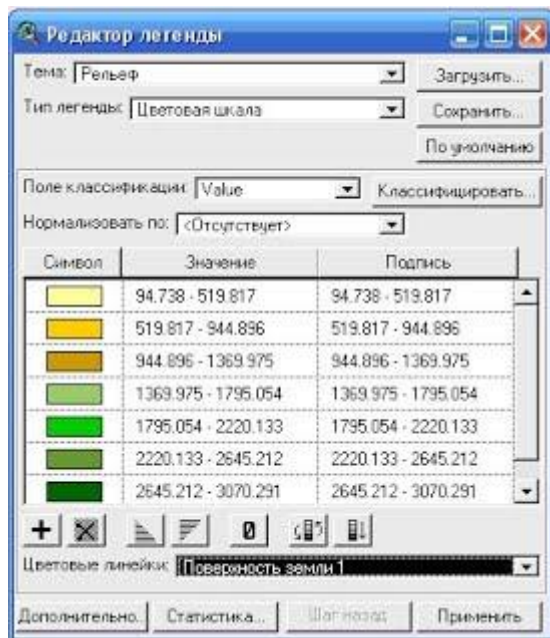 Редактор легенды
Тема: Рельеф Загрузить...
Тип легенды: Цветовая шкала Сохранить...
По умолчанию
Поле классификации: Value Классифицировать...
Нормализовать по: <Отсутствует>
Символ Значение Подпись
94.738 - 519.817 94.738 - 519.817
519.817 - 944.896 519.817 - 944.896
944.896 - 1369.975 944.896 - 1369.975
1369.975 - 1795.054 1369.975 - 1795.054
1795.054 - 2220.133 1795.054 - 2220.133
2220.133 - 2645.212 2220.133 - 2645.212
2645.212 - 3070.291 2645.212 - 3070.291
Цветовые линейки: Поверхность земли 1
Дополнительно... Статистика... Шаг назад Применить